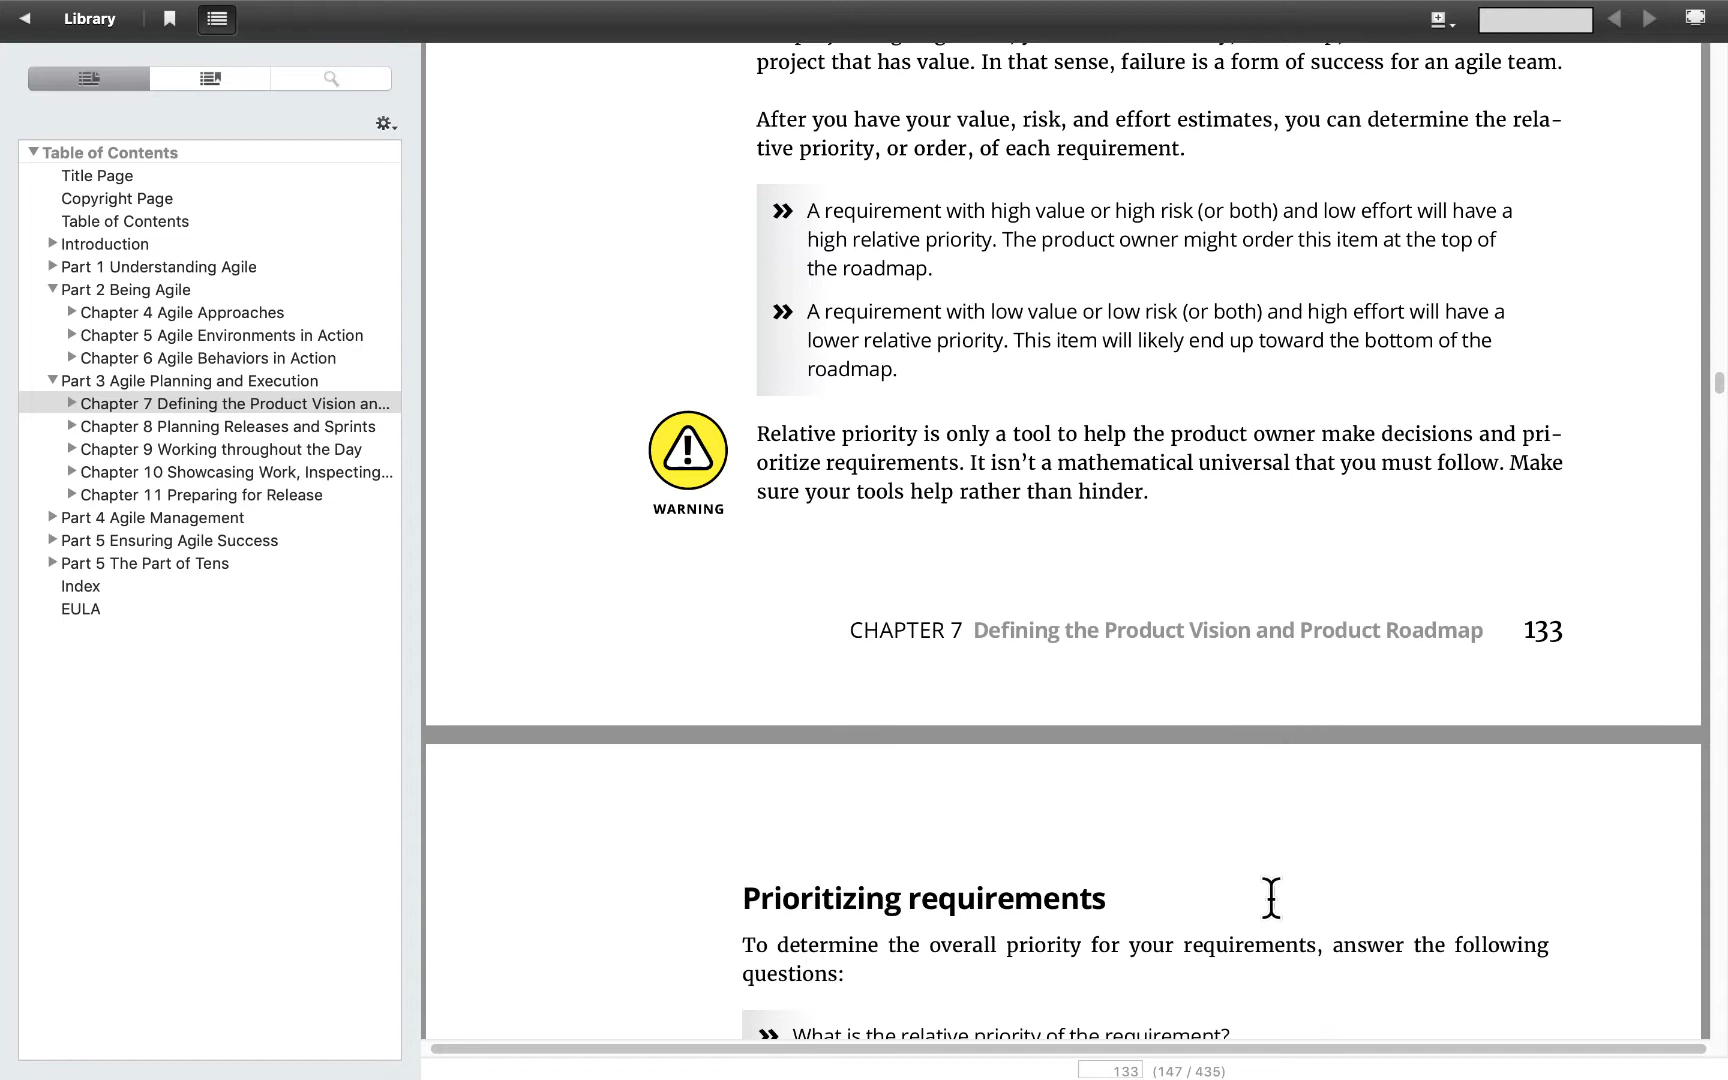 Library
project that has value. In that sense, failure is a form of success for an agile team.
After you have your value, risk, and effort estimates, you can determine the rela-
tive priority, or order, of each requirement.
» A requirement with high value or high risk (or both) and low effort will have a
high relative priority. The product owner might order this item at the top of
the roadmap.
» A requirement with low value or low risk (or both) and high effort will have a
lower relative priority. This item will likely end up toward the bottom of the
roadmap.
WARNING
Relative priority is only a tool to help the product owner make decisions and pri-
oritize requirements. It isn't a mathematical universal that you must follow. Make
sure your tools help rather than hinder.
CHAPTER 7 Defining the Product Vision and Product Roadmap 133
Prioritizing requirements
To determine the overall priority for your requirements, answer the following
questions:
» What is the relative priority of the requirement?
Table of Contents
Title Page
Copyright Page
Table of Contents
Introduction
Part 1 Understanding Agile
Part 2 Being Agile
Chapter 4 Agile Approaches
Chapter 5 Agile Environments in Action
Chapter 6 Agile Behaviors in Action
Part 3 Agile Planning and Execution
Chapter 7 Defining the Product Vision an...
Chapter 8 Planning Releases and Sprints
Chapter 9 Working throughout the Day
Chapter 10 Showcasing Work, Inspecting...
Chapter 11 Preparing for Release
Part 4 Agile Management
Part 5 Ensuring Agile Success
Part 5 The Part of Tens
Index
EULA
133 (147 / 435)